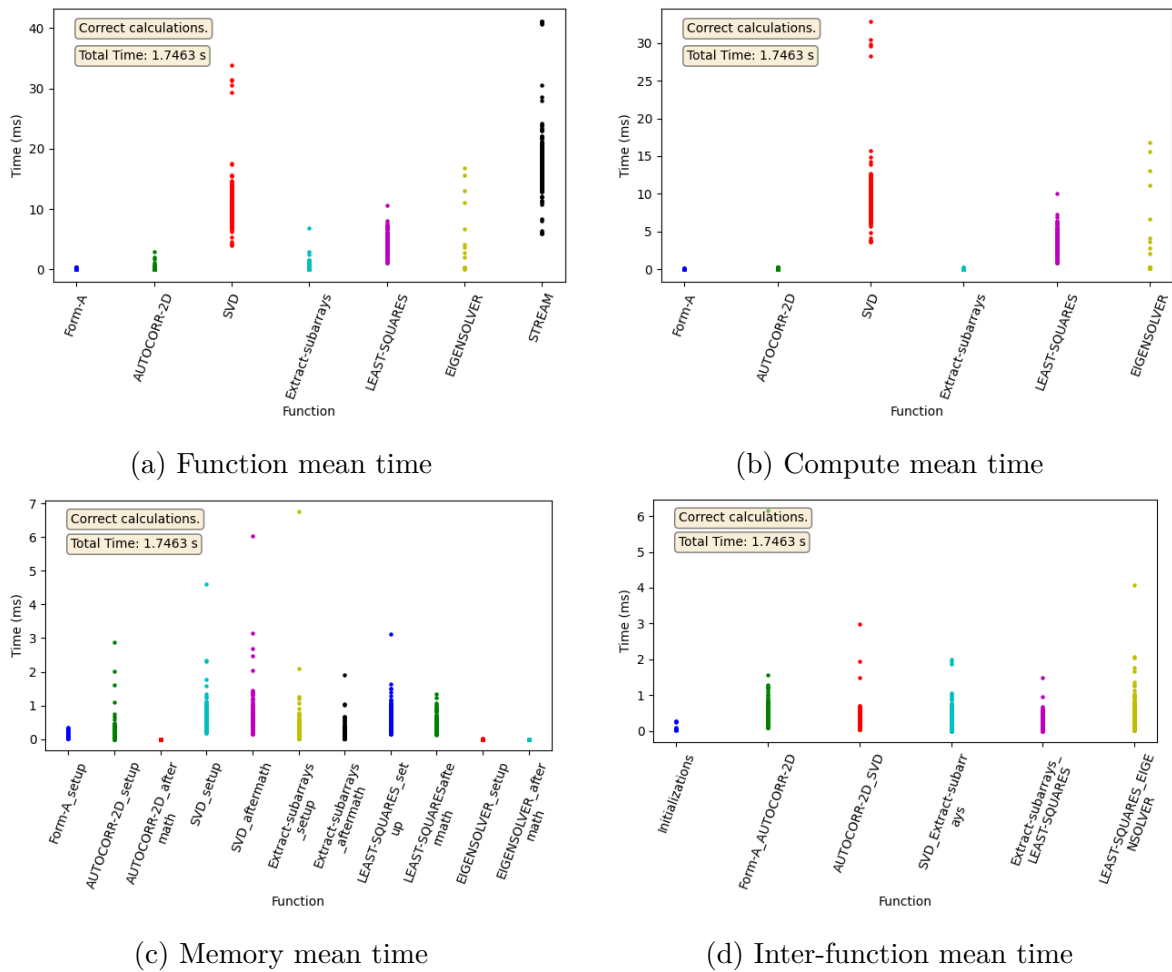 Correct calculations.
Total Time: 1.7463 s
Time (ms)
40
30
20
10
0
Form-A
AUTOCORR-2D
SVD
Extract-subarrays
LEAST-SQUARES
EIGENSOLVER
STREAM
Function
(a) Function mean time
Correct calculations.
Total Time: 1.7463 s
Time (ms)
30
25
20
15
10
5
0
Form-A
AUTOCORR-2D
SVD
Extract-subarrays
LEAST-SQUARES
EIGENSOLVER
Function
(b) Compute mean time
Correct calculations.
Total Time: 1.7463 s
Time (ms)
7
6
5
4
3
2
1
0
Form-A_setup
AUTOCORR-2D_setup
AUTOCORR-2D_after
math
SVD_setup
SVD_aftermath
Extract-subarrays
_setup
Extract-subarrays
_aftermath
LEAST-SQUARES_set
up
LEAST-SQUARESafte
rmath
EIGENSOLVER_setup
EIGENSOLVER_after
math
Function
(c) Memory mean time
Correct calculations.
Total Time: 1.7463 s
Time (ms)
6
5
4
3
2
1
0
Initializations
Form-A_AUTOCORR-2D
AUTOCORR-2D_SVD
SVD_Extract-subarr
ays
Extract-subarrays_
LEAST-SQUARES
LEAST-SQUARES_EIGE
NSOLVER
Function
(d) Inter-function mean time